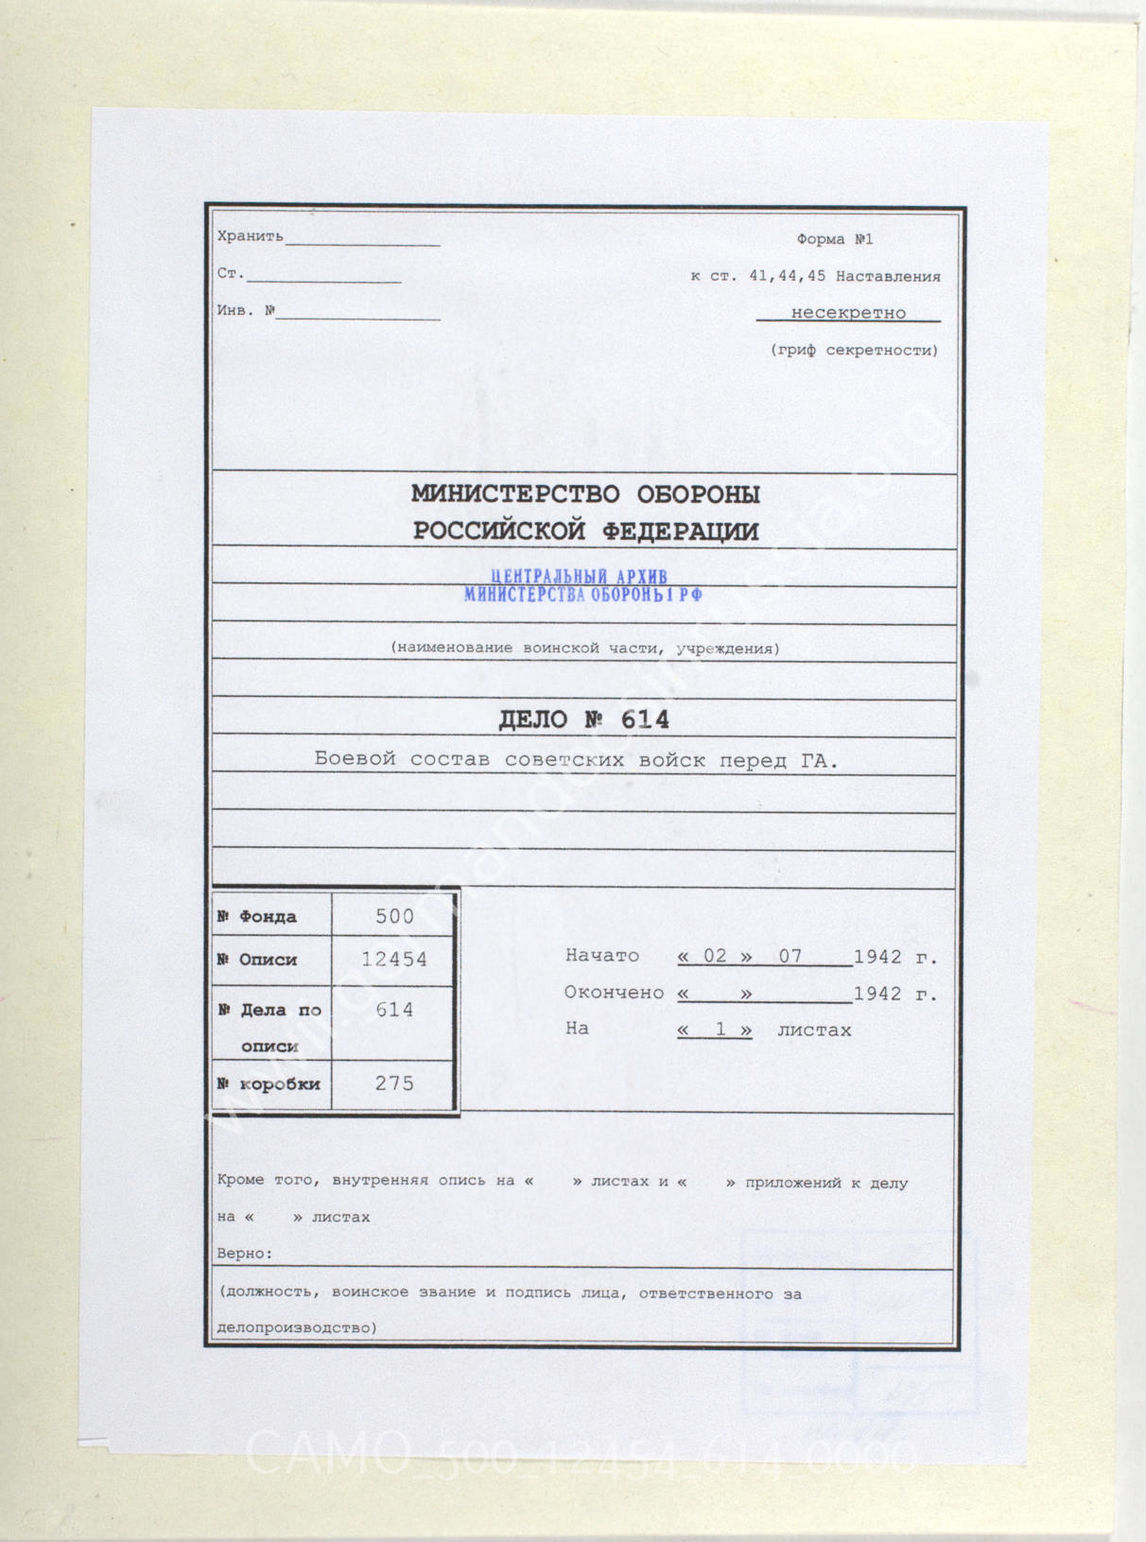 Хранить
Форма №1
Ст.
к ст. 41,44,45 Наставления
Инв. №
несекретно
(гриф секретности)
МИНИСТЕРСТВО ОБОРОНЫ
РОССИЙСКОЙ ФЕДЕРАЦИИ
ЦЕНТРАЛЬНЫЙ АРХИВ
МИНИСТЕРСТВА ОБОРОНЫ РФ
(наименование воинской части, учреждения)
ДЕЛО № 614
Боевой состав советских войск перед ГА.
№ Фонда 500
№ Описи 12454
№ Дела по описи 614
№ коробки 275
Начато « 02 » 07 1942 г.
Окончено « » 1942 г.
На « 1 » листах
Кроме того, внутренняя опись на « » листах и « » приложений к делу
на « » листах
Верно:
(должность, воинское звание и подпись лица, ответственного за
делопроизводство)
CAMO_500_12454_614_0000